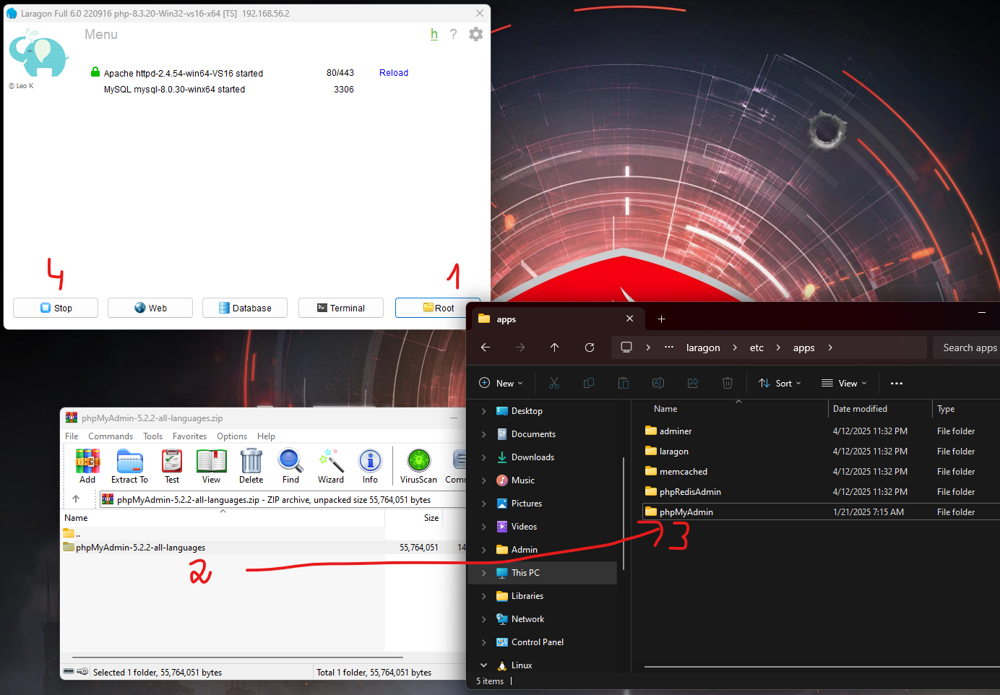 Laragon Full 6.0 220916 php-8.3.20-Win32-vs16-x64 [TS] 192.168.56.2
Menu
h ?
© Leo K
Apache httpd-2.4.54-win64-VS16 started 80/443 Reload
MySQL mysql-8.0.30-winx64 started 3306
4 1
Stop Web Database Terminal Root
apps
laragon etc apps
Search apps
New Sort View
Name Date modified Type
Desktop
Documents
Downloads
Music
Pictures
Videos
Admin
This PC
Libraries
Network
Control Panel
Linux
adminer 4/12/2025 11:32 PM File folder
laragon 4/12/2025 11:32 PM File folder
memcached 4/12/2025 11:32 PM File folder
phpRedisAdmin 4/12/2025 11:32 PM File folder
phpMyAdmin 1/21/2025 7:15 AM File folder
3
5 items
phpMyAdmin-5.2.2-all-languages.zip
File Commands Tools Favorites Options Help
Add Extract To Test View Delete Find Wizard Info VirusScan Comm
phpMyAdmin-5.2.2-all-languages.zip - ZIP archive, unpacked size 55,764,051 bytes
Name Size
..
phpMyAdmin-5.2.2-all-languages 55,764,051 14
2
Selected 1 folder, 55,764,051 bytes Total 1 folder, 55,764,051 bytes